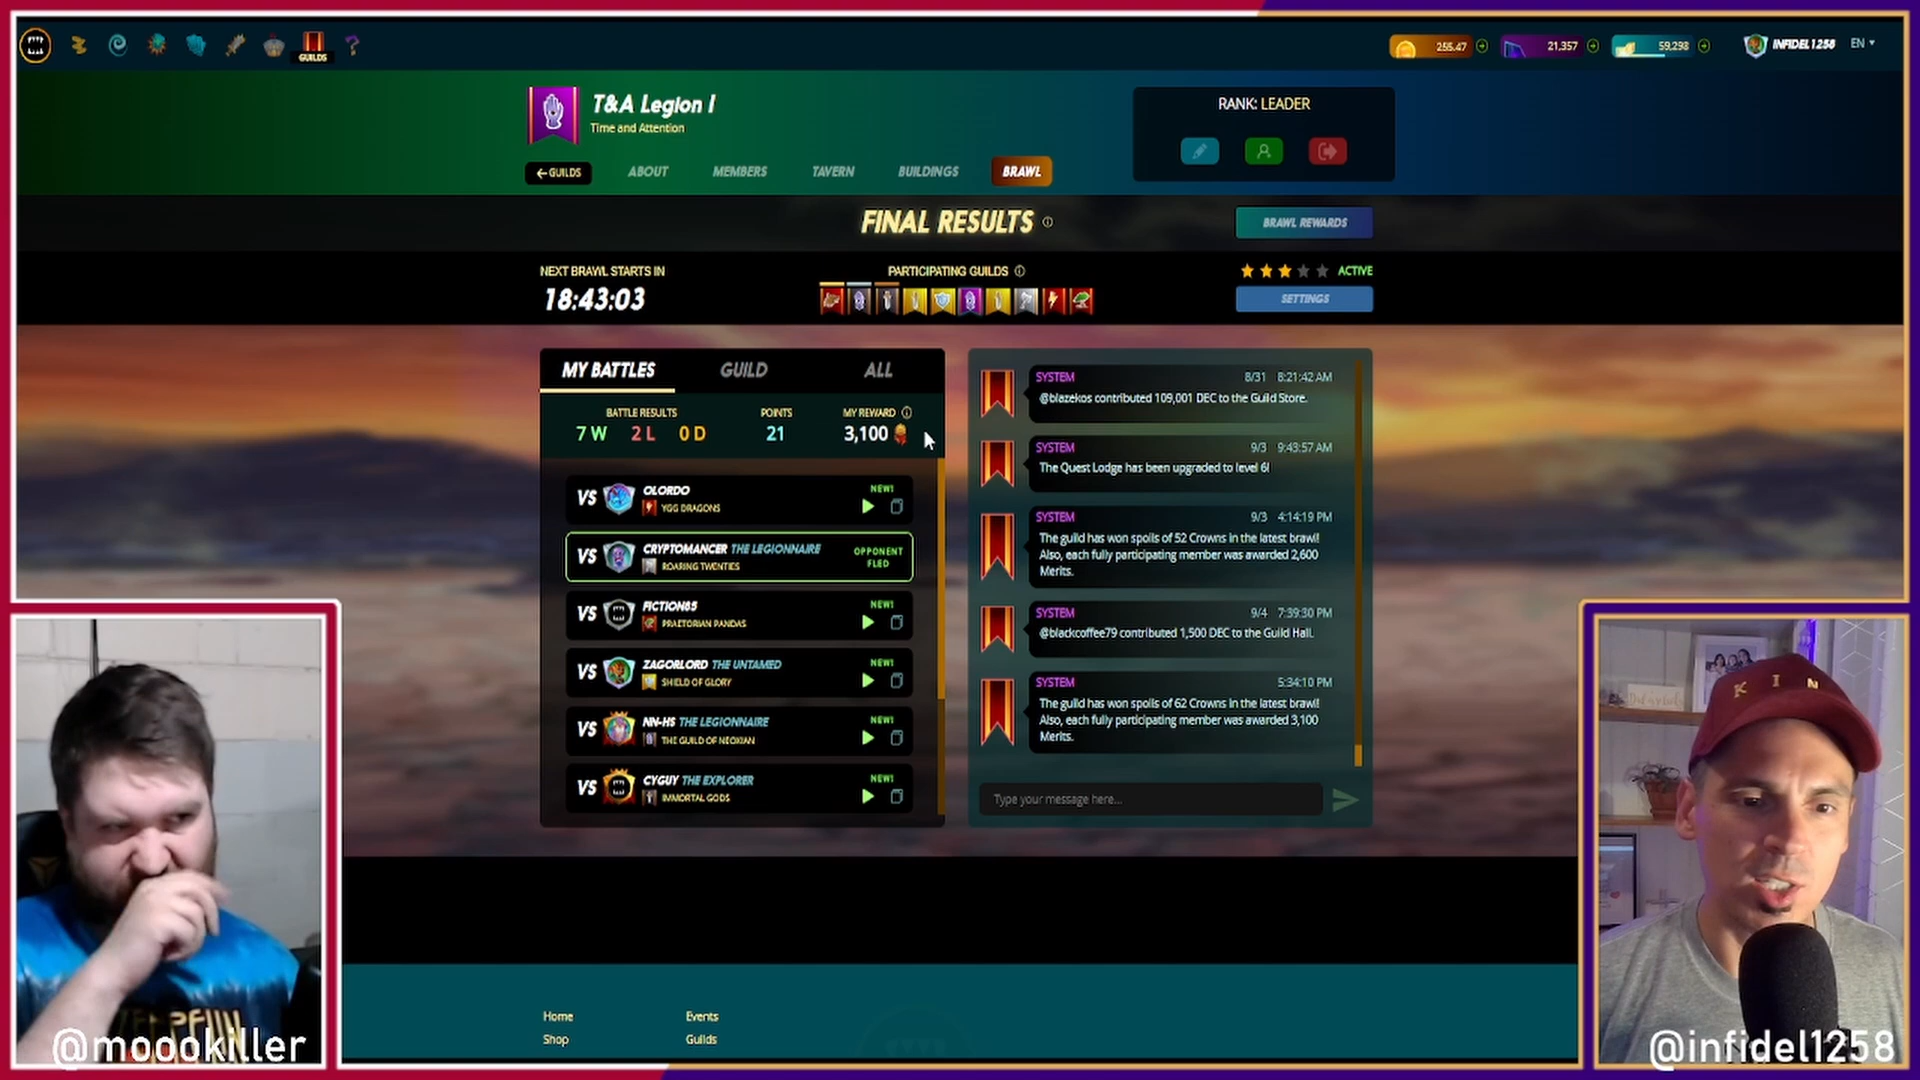 GUILDS
255.47
21,357
59,298
INFIDEL1258
EN
T&A Legion I
Time and Attention
RANK: LEADER
GUILDS
ABOUT
MEMBERS
TAVERN
BUILDINGS
BRAWL
FINAL RESULTS
BRAWL REWARDS
NEXT BRAWL STARTS IN
18:43:03
PARTICIPATING GUILDS
ACTIVE
SETTINGS
MY BATTLES
GUILD
ALL
BATTLE RESULTS
POINTS
MY REWARD
7 W 2 L 0 D
21
3,100
VS OLORDO
YGG DRAGONS
NEW!
VS CRYPTOMANCER THE LEGIONNAIRE
ROARING TWENTIES
OPPONENT
FLED
VS FICTION85
PRAETORIAN PANDAS
NEW!
VS ZAGORLORD THE UNTAMED
SHIELD OF GLORY
NEW!
VS NN-HS THE LEGIONNAIRE
THE GUILD OF NEOXIAN
NEW!
VS CYGUY THE EXPLORER
IMMORTAL GODS
NEW!
SYSTEM 8/31 8:21:42 AM
@blazekos contributed 109,001 DEC to the Guild Store.
SYSTEM 9/3 9:43:57 AM
The Quest Lodge has been upgraded to level 6!
SYSTEM 9/3 4:14:19 PM
The guild has won spoils of 52 Crowns in the latest brawl!
Also, each fully participating member was awarded 2,600
Merits.
SYSTEM 9/4 7:39:30 PM
@blackcoffee79 contributed 1,500 DEC to the Guild Hall.
SYSTEM 5:34:10 PM
The guild has won spoils of 62 Crowns in the latest brawl!
Also, each fully participating member was awarded 3,100
Merits.
Type your message here...
Home
Events
Shop
Guilds
KIN
@moookiller
@infidel1258